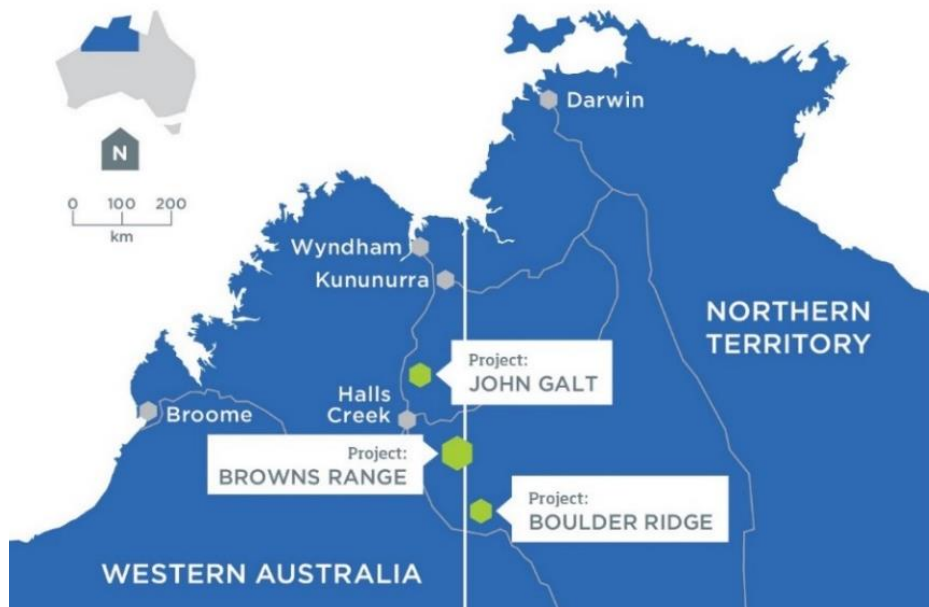 N
0 100 200
km
Darwin
Wyndham
Kununurra
NORTHERN
TERRITORY
Project:
JOHN GALT
Halls
Creek
Broome
Project:
BROWNS RANGE
Project:
BOULDER RIDGE
WESTERN AUSTRALIA